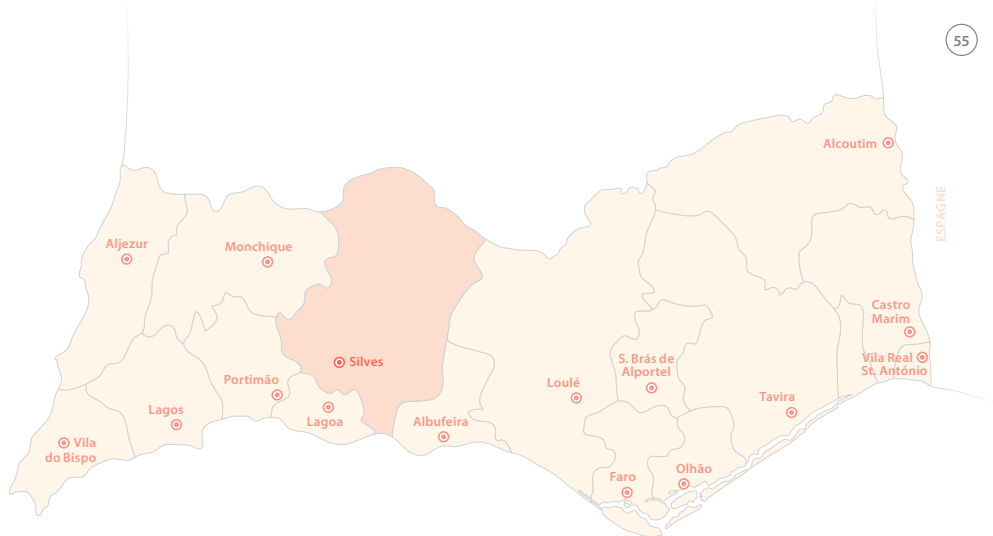 55
Alcoutim
ESPAGNE
Aljezur
Monchique
Castro
Marim
Silves
Vila Real
St. António
S. Brás de
Alportel
Portimão
Loulé
Tavira
Lagos
Lagoa
Albufeira
Vila
do Bispo
Faro
Olhão